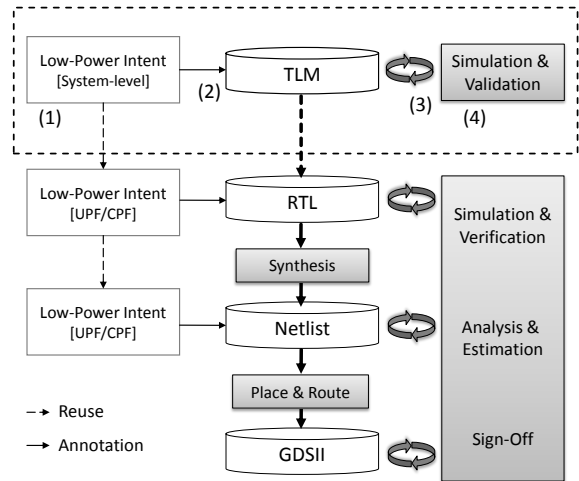 Low-Power Intent
[System-level]
(1)
(2)
TLM
(3)
Simulation &
Validation
(4)
Low-Power Intent
[UPF/CPF]
RTL
Simulation &
Verification
Synthesis
Low-Power Intent
[UPF/CPF]
Netlist
Analysis &
Estimation
Place & Route
Reuse
Annotation
GDSII
Sign-Off